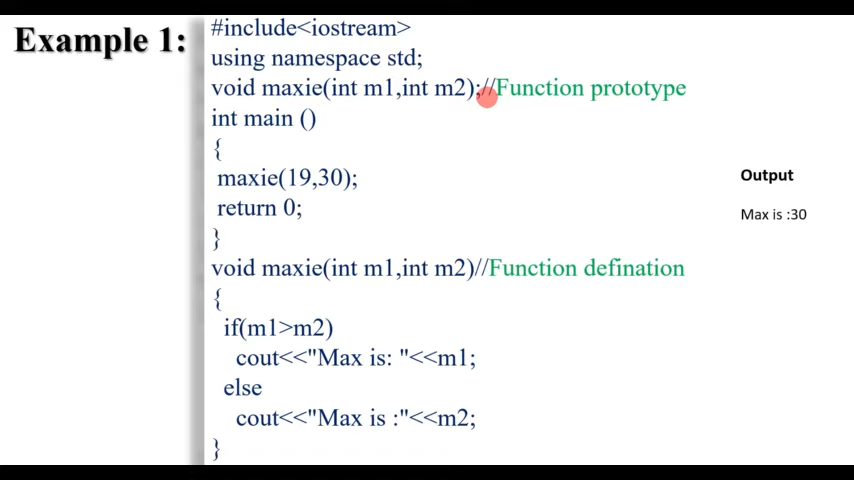 Example 1:
#include<iostream>
using namespace std;
void maxie(int m1,int m2);//Function prototype
int main ()
{
maxie(19,30);
return 0;
}
void maxie(int m1,int m2)//Function defination
{
if(m1>m2)
cout<<"Max is: "<<m1;
else
cout<<"Max is :"<<m2;
}
Output
Max is :30